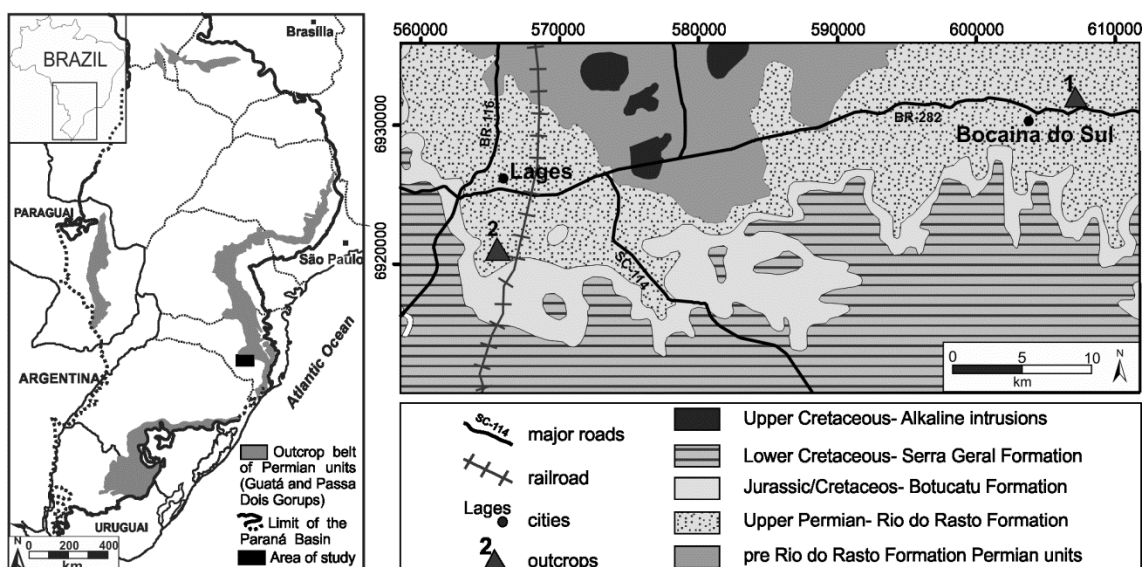 BRAZIL
Brasília
PARAGUAI
São Paulo
ARGENTINA
Atlantic Ocean
Outcrop belt
of Permian units
(Guatá and Passa
Dois Gorups)
Limit of the
Paraná Basin
Area of study
URUGUAI
N
0 200 400
km
560000 570000 580000 590000 600000 610000
6930000
6920000
BR-116
BR-282
SC-114
Lages
Bocaina do Sul
1
2
0 5 10
km
N
SC-114 major roads
railroad
Lages cities
2 outcrops
Upper Cretaceous- Alkaline intrusions
Lower Cretaceous- Serra Geral Formation
Jurassic/Cretaceos- Botucatu Formation
Upper Permian- Rio do Rasto Formation
pre Rio do Rasto Formation Permian units